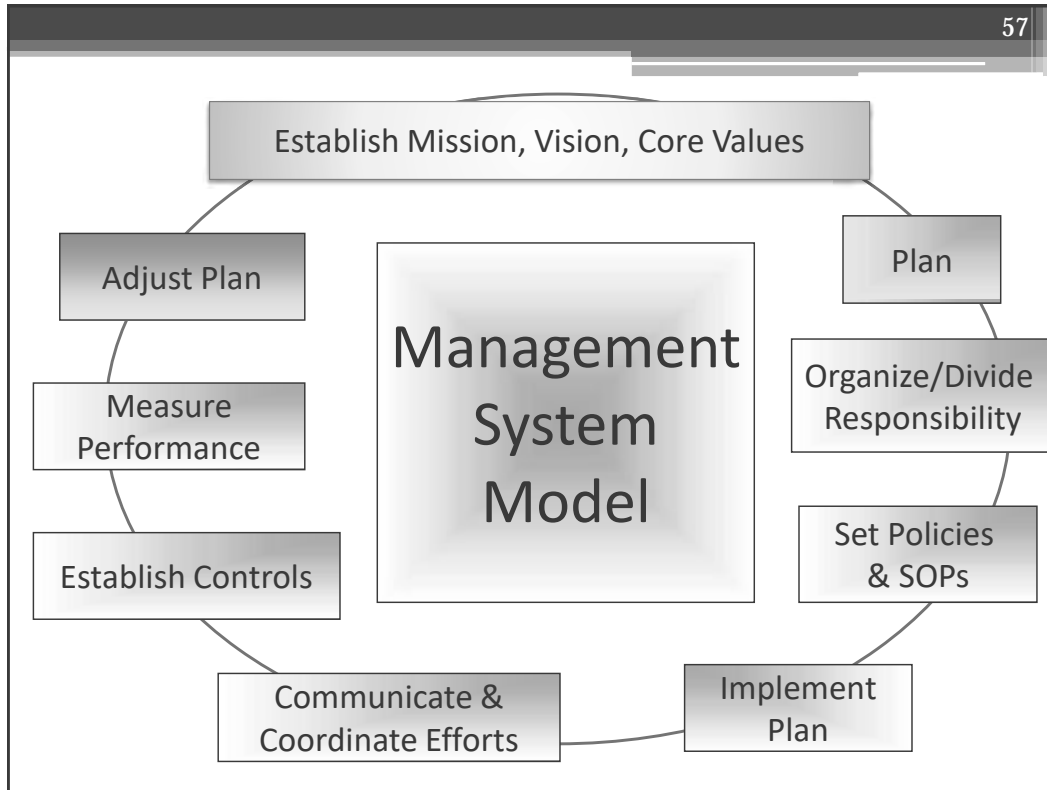 57
Establish Mission, Vision, Core Values
Plan
Organize/Divide
Responsibility
Set Policies
& SOPs
Implement
Plan
Communicate &
Coordinate Efforts
Establish Controls
Measure
Performance
Adjust Plan
Management
System
Model